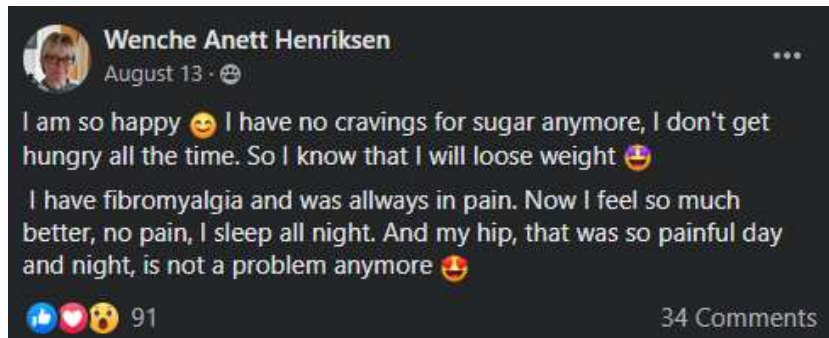 Wenche Anett Henriksen
August 13 ·
I am so happy 😊 I have no cravings for sugar anymore, I don't get
hungry all the time. So I know that I will loose weight 🤩
I have fibromyalgia and was allways in pain. Now I feel so much
better, no pain, I sleep all night. And my hip, that was so painful day
and night, is not a problem anymore 🤩
91
34 Comments